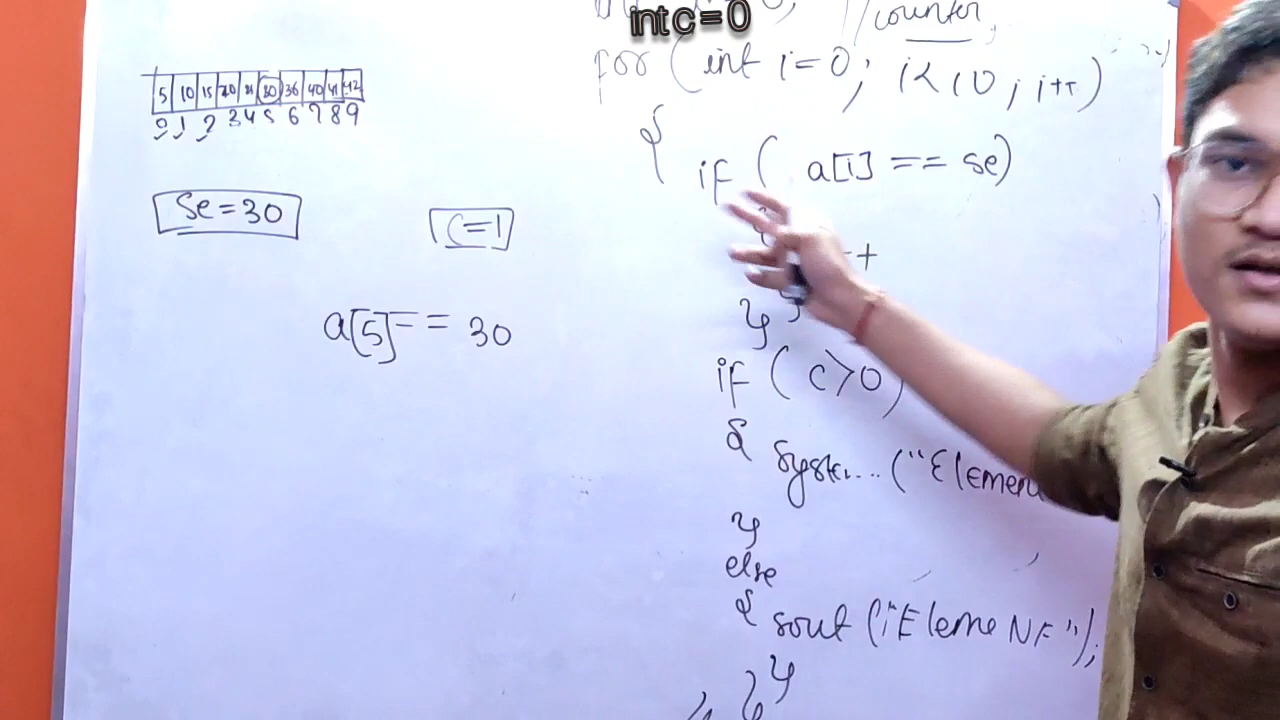 int c = 0
//counter,
for ( int i=0; i<10; i++)
{
if ( a[i] == se)
{
++
}
if ( c>0)
{
System... ("Element
}
else
{ sout ("Eleme NF");
}
5 10 15 20 30 36 40 41 42
0 1 2 3 4 5 6 7 8 9
Se=30
C=1
a[5] == 30